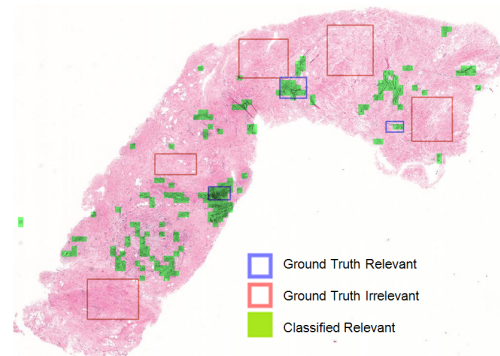 Ground Truth Relevant
Ground Truth Irrelevant
Classified Relevant